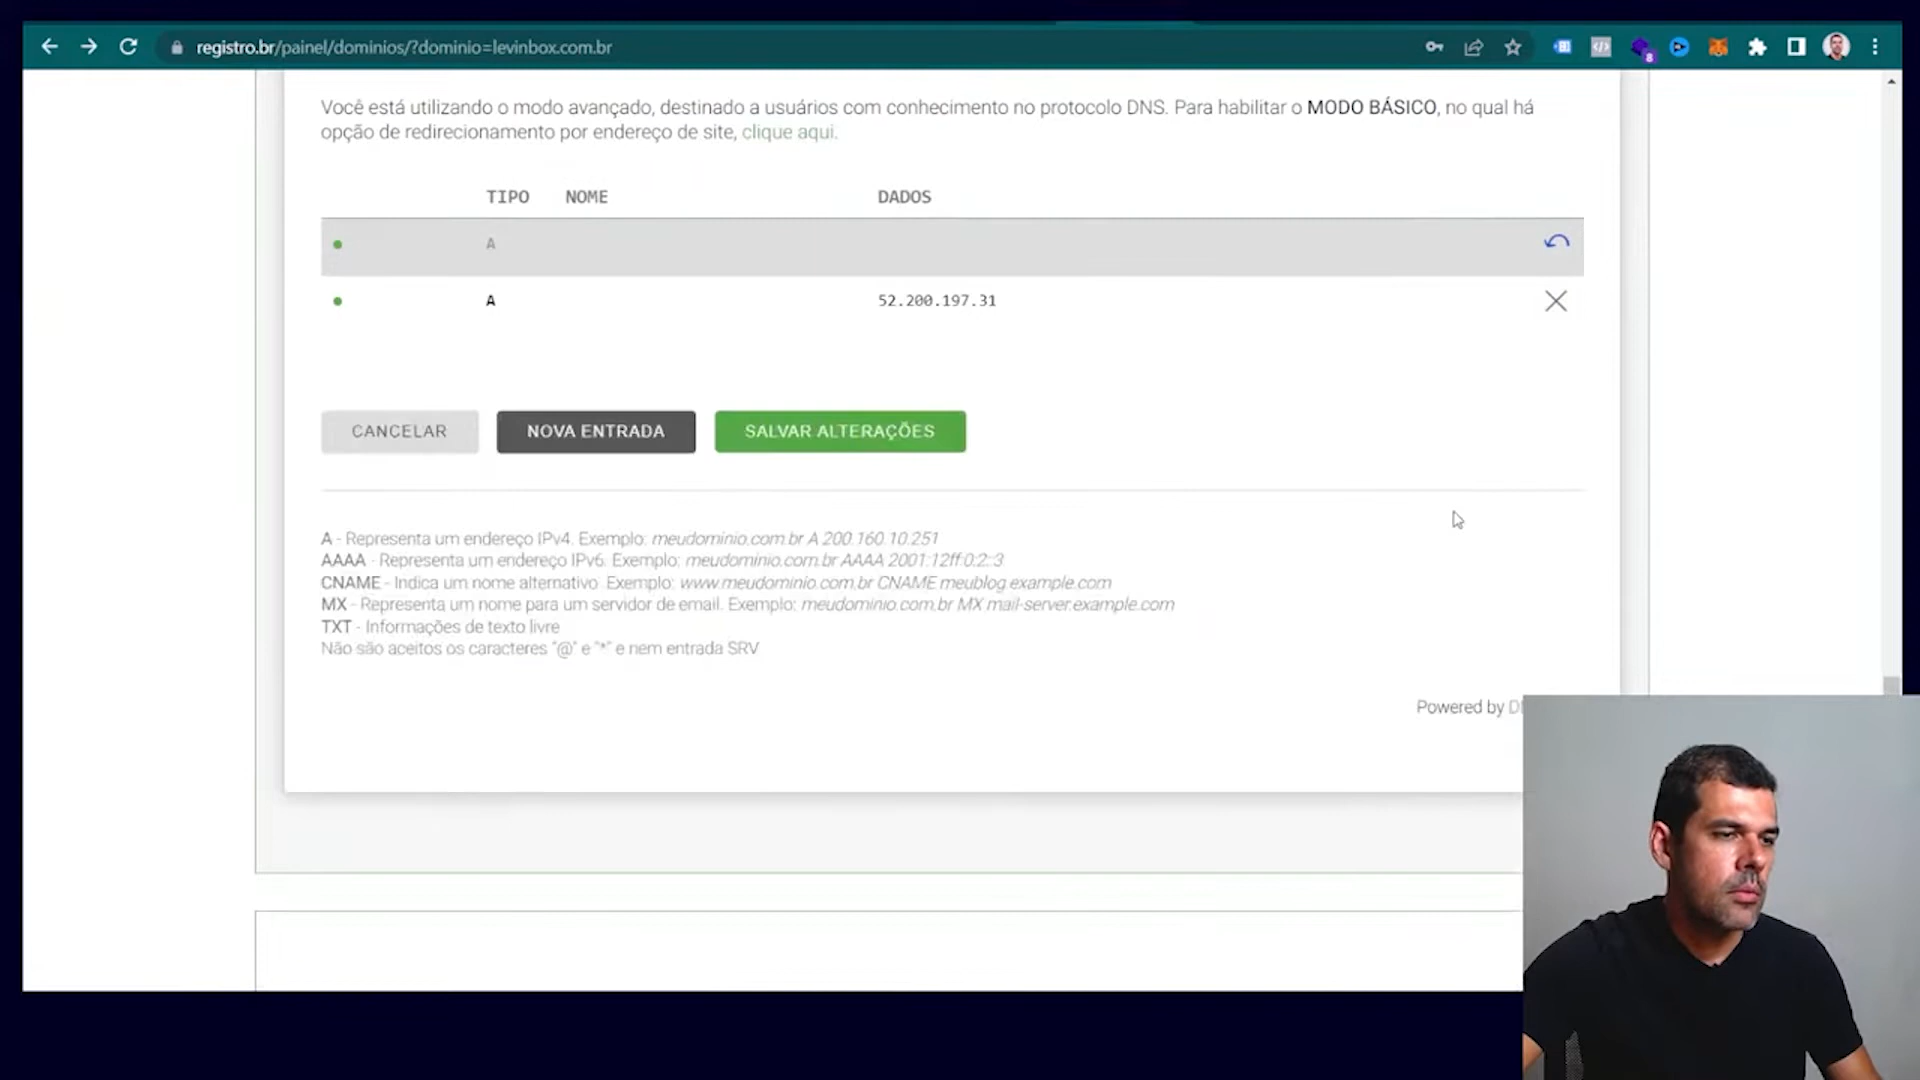 registro.br/painel/dominios/?dominio=levinbox.com.br
8
Você está utilizando o modo avançado, destinado a usuários com conhecimento no protocolo DNS. Para habilitar o MODO BÁSICO, no qual há
opção de redirecionamento por endereço de site, clique aqui.
TIPO NOME DADOS
A
A 52.200.197.31
CANCELAR NOVA ENTRADA SALVAR ALTERAÇÕES
A - Representa um endereço IPv4. Exemplo: meudominio.com.br A 200.160.10.251
AAAA - Representa um endereço IPv6. Exemplo: meudominio.com.br AAAA 2001:12ff:0:2::3
CNAME - Indica um nome alternativo Exemplo: www.meudominio.com.br CNAME meublog.example.com
MX - Representa um nome para um servidor de email. Exemplo: meudominio.com.br MX mail-server.example.com
TXT - Informações de texto livre
Não são aceitos os caracteres "@" e "*" e nem entrada SRV
Powered by